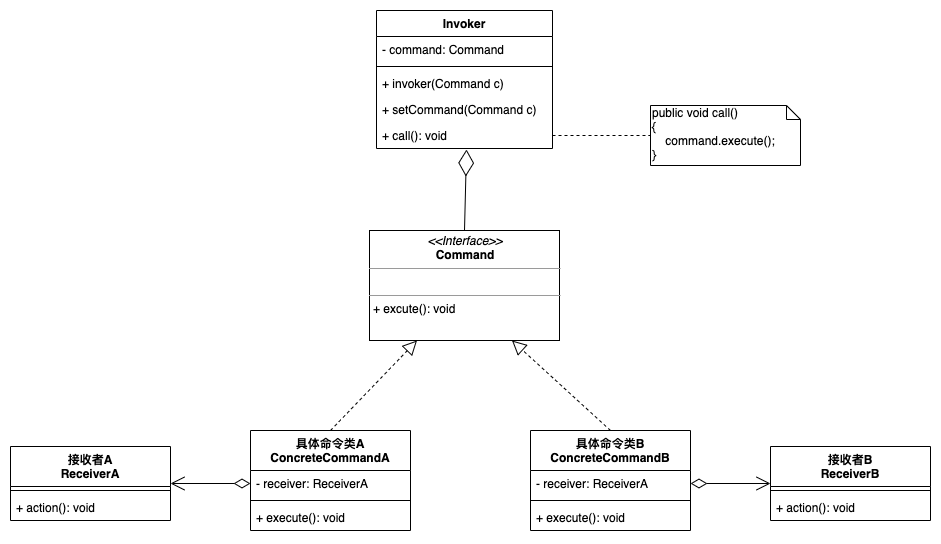 Invoker
- command: Command
+ invoker(Command c)
+ setCommand(Command c)
+ call(): void
public void call()
{
command.execute();
}
<<Interface>>
Command
+ excute(): void
具体命令类A
ConcreteCommandA
- receiver: ReceiverA
+ execute(): void
具体命令类B
ConcreteCommandB
- receiver: ReceiverA
+ execute(): void
接收者A
ReceiverA
+ action(): void
接收者B
ReceiverB
+ action(): void